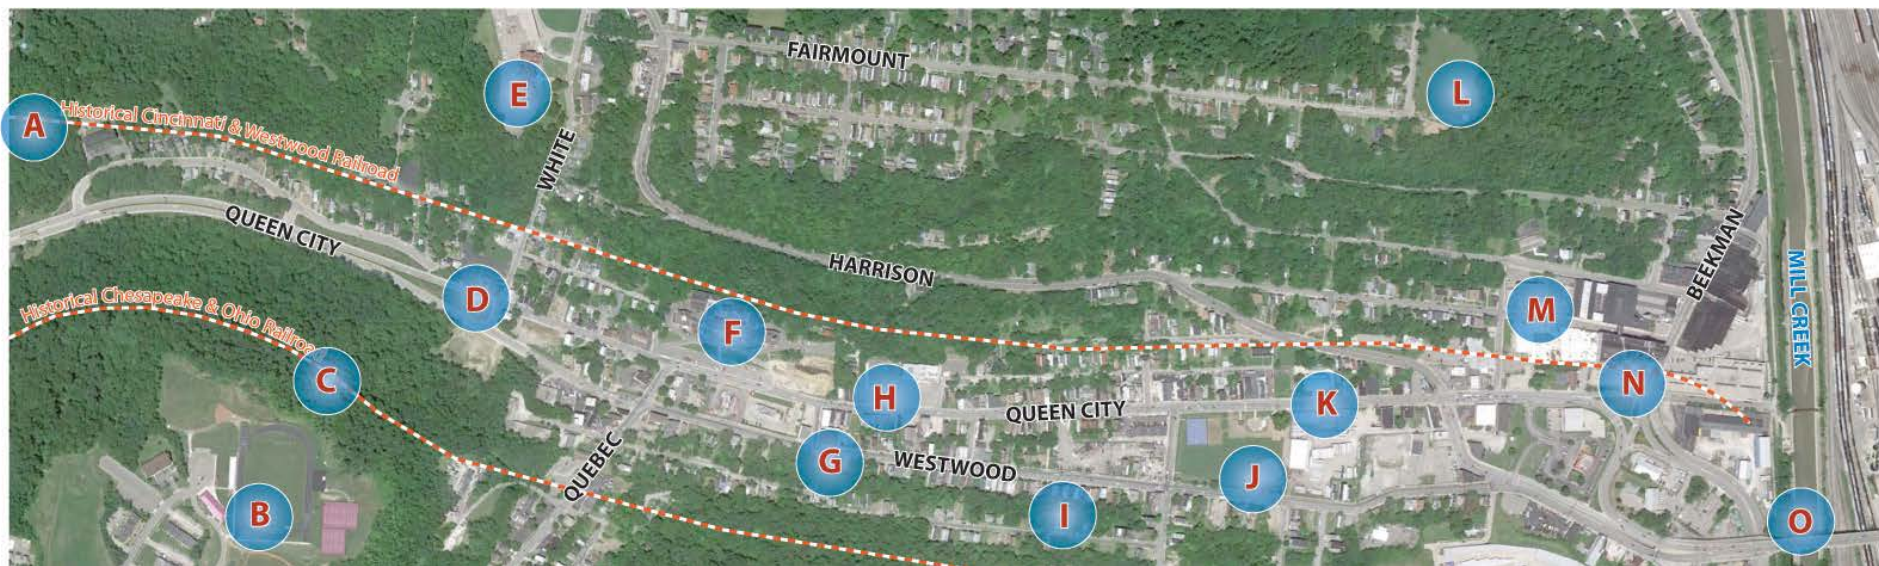 FAIRMOUNT
E
L
A
Historical Cincinnati & Westwood Railroad
WHITE
QUEEN CITY
HARRISON
BEEKMAN
MILL CREEK
Historical Chesapeake & Ohio Railroad
D
F
M
C
H
QUEEN CITY
K
N
QUEBEC
G
WESTWOOD
J
B
I
O